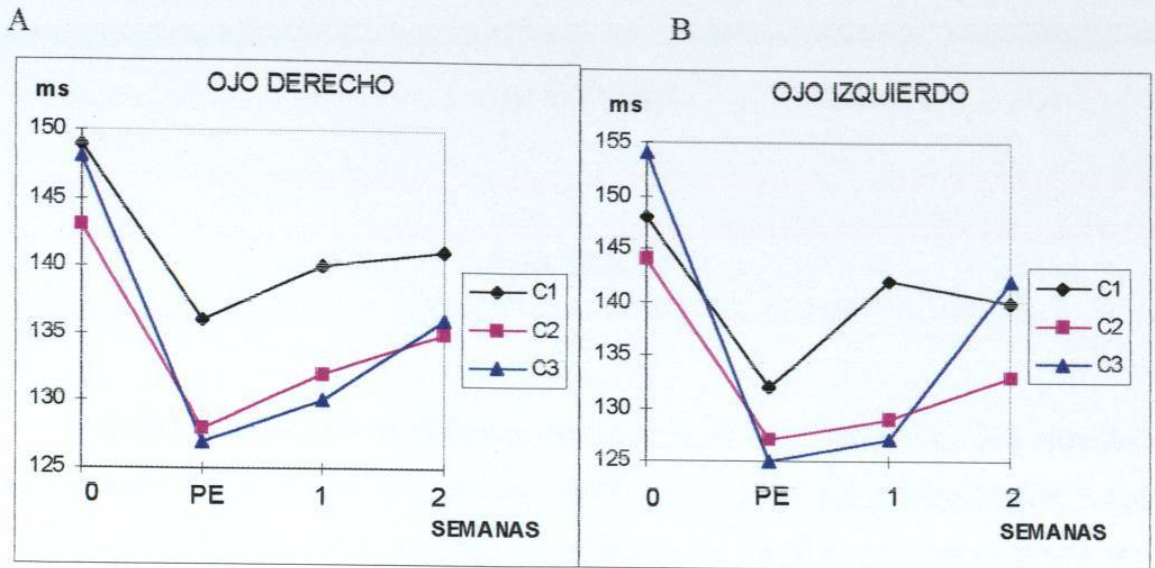 A
B
OJO DERECHO
ms
150
145
140
135
130
125
0
PE
1
2
SEMANAS
C1
C2
C3
OJO IZQUIERDO
ms
155
150
145
140
135
130
125
0
PE
1
2
SEMANAS
C1
C2
C3